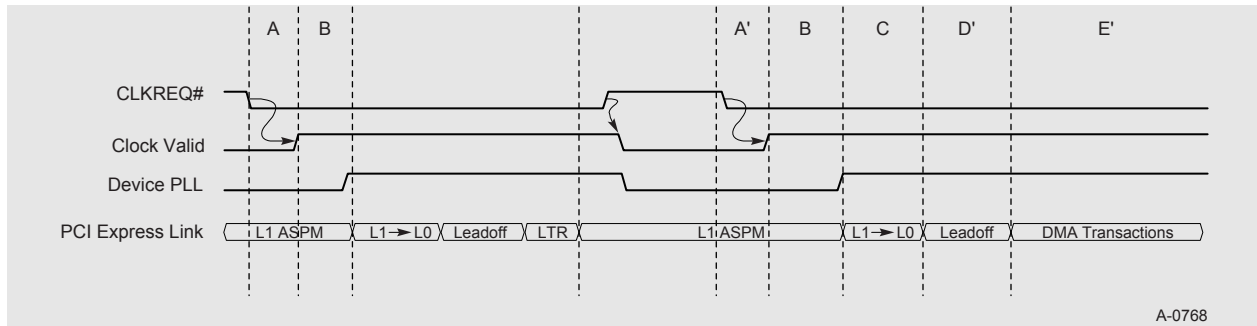 A B A' B C D' E'
CLKREQ#
Clock Valid
Device PLL
PCI Express Link L1 ASPM L1→L0 Leadoff LTR L1 ASPM L1→L0 Leadoff DMA Transactions
A-0768